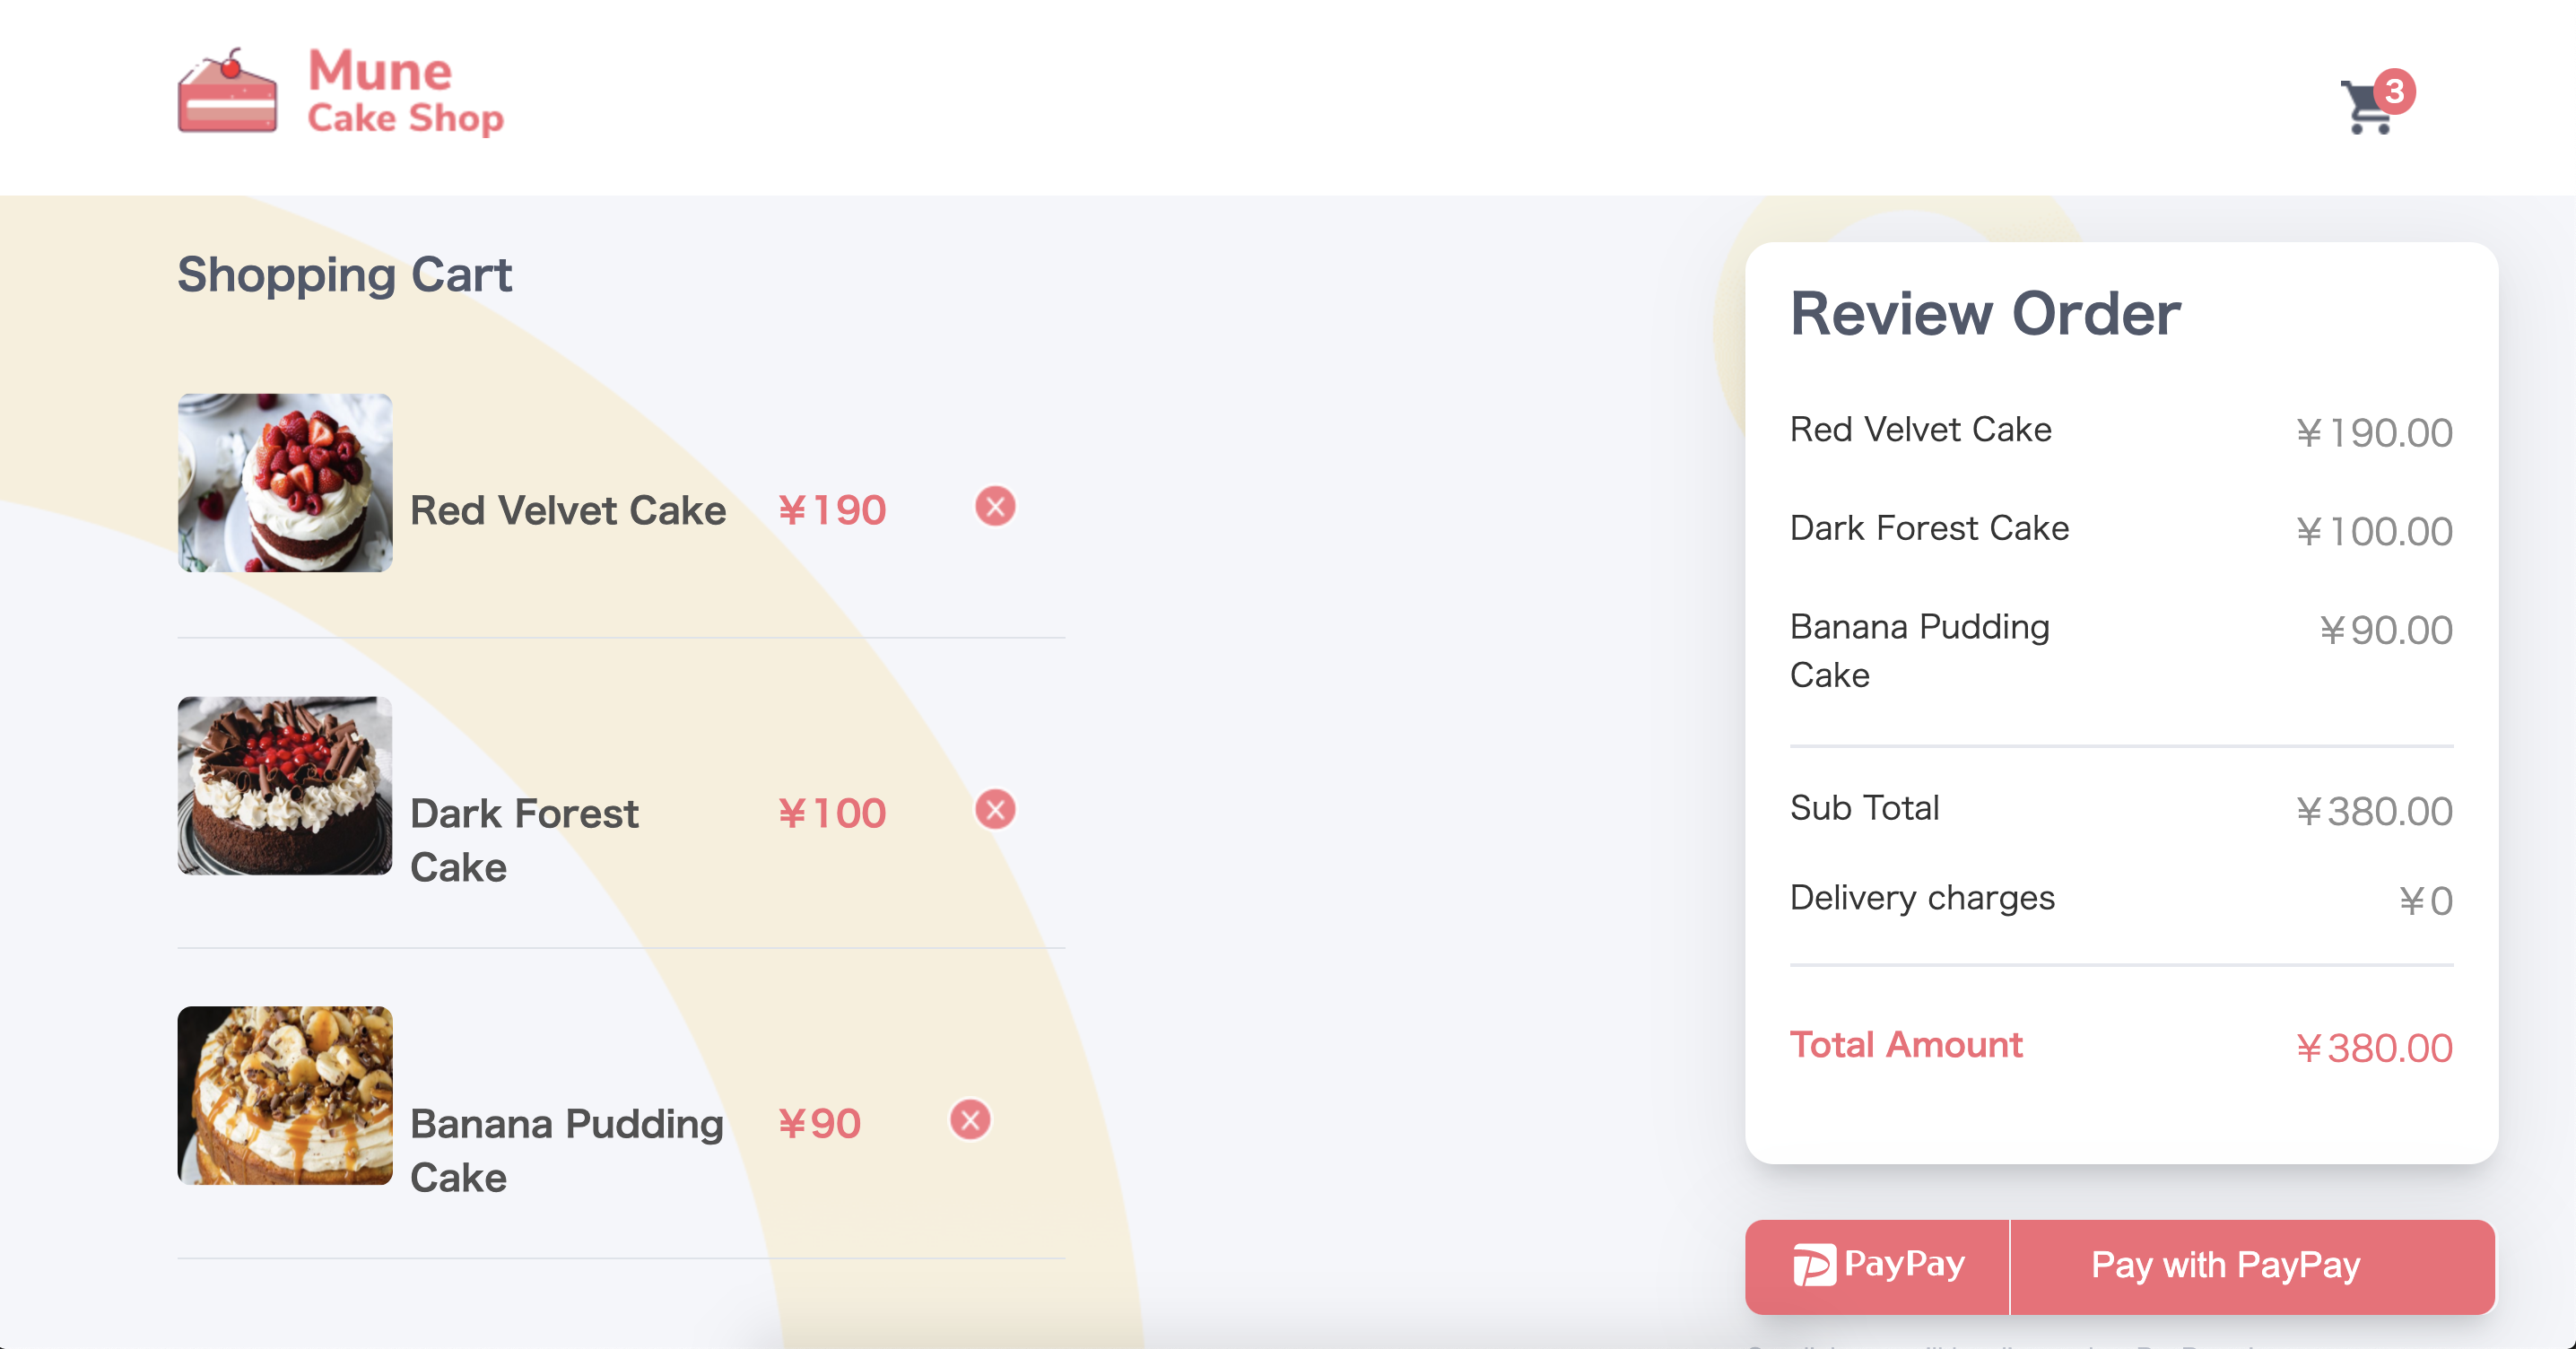 Mune
Cake Shop
3
Shopping Cart
Red Velvet Cake ¥190
Dark Forest
Cake
¥100
Banana Pudding
Cake
¥90
Review Order
Red Velvet Cake ¥190.00
Dark Forest Cake ¥100.00
Banana Pudding
Cake
¥90.00
Sub Total ¥380.00
Delivery charges ¥0
Total Amount ¥380.00
PayPay Pay with PayPay